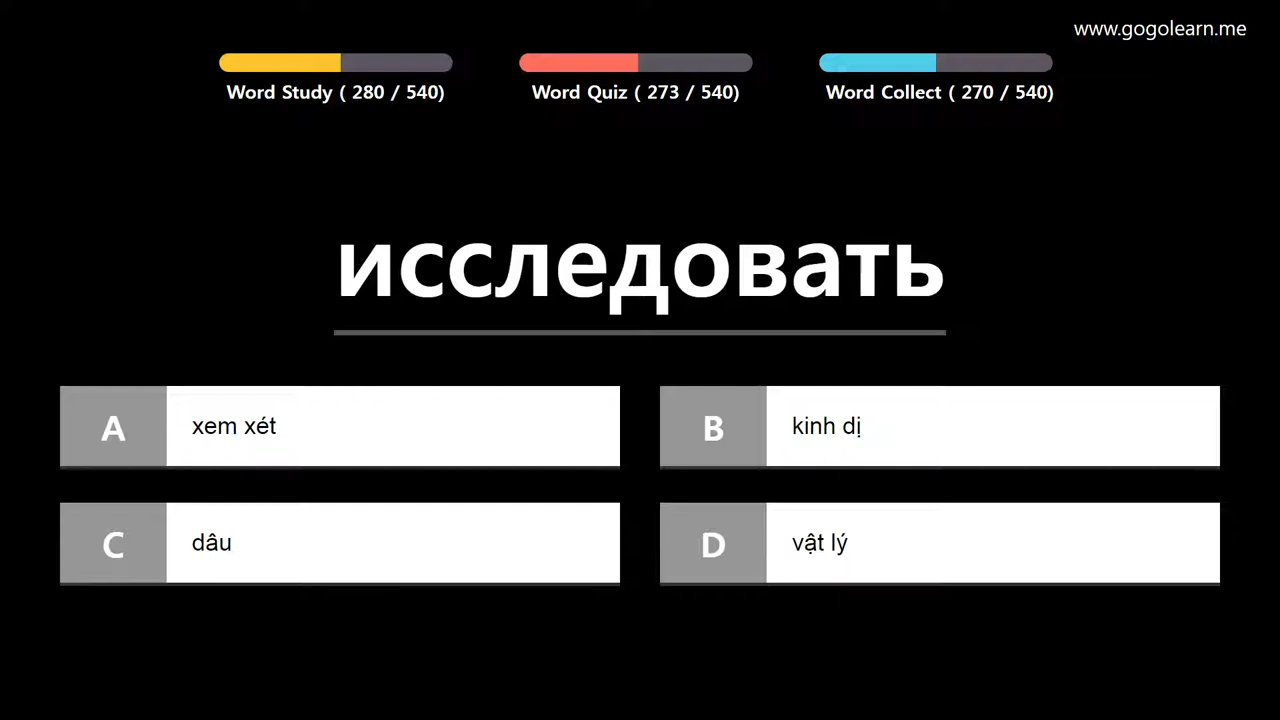 www.gogolearn.me
Word Study ( 280 / 540)
Word Quiz ( 273 / 540)
Word Collect ( 270 / 540)
исследовать
A xem xét
B kinh dị
C dâu
D vật lý